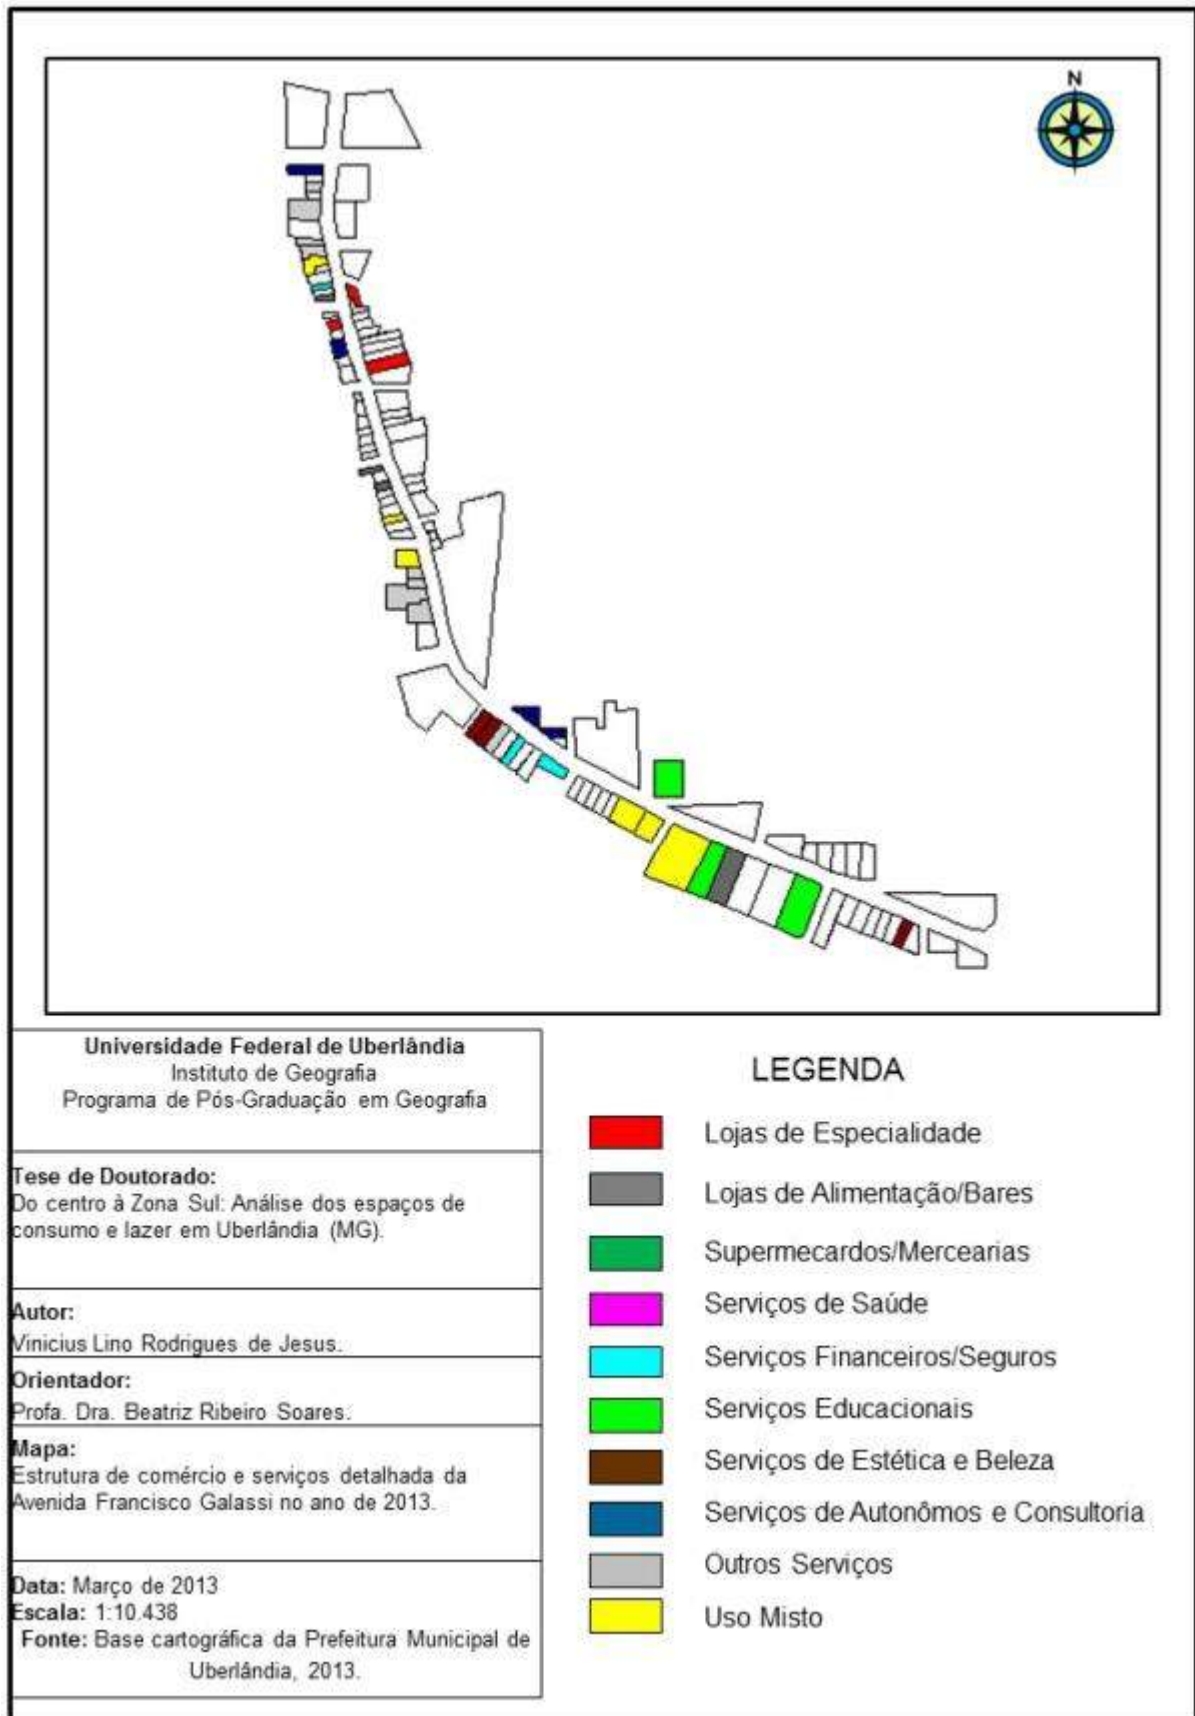 N
Universidade Federal de Uberlândia
Instituto de Geografia
Programa de Pós-Graduação em Geografia
Tese de Doutorado:
Do centro à Zona Sul: Análise dos espaços de
consumo e lazer em Uberlândia (MG).
Autor:
Vinicius Lino Rodrigues de Jesus.
Orientador:
Profa. Dra. Beatriz Ribeiro Soares.
Mapa:
Estrutura de comércio e serviços detalhada da
Avenida Francisco Galassi no ano de 2013.
Data: Março de 2013
Escala: 1:10.438
Fonte: Base cartográfica da Prefeitura Municipal de
Uberlândia, 2013.
LEGENDA
Lojas de Especialidade
Lojas de Alimentação/Bares
Supermecardos/Mercearias
Serviços de Saúde
Serviços Financeiros/Seguros
Serviços Educacionais
Serviços de Estética e Beleza
Serviços de Autonômos e Consultoria
Outros Serviços
Uso Misto